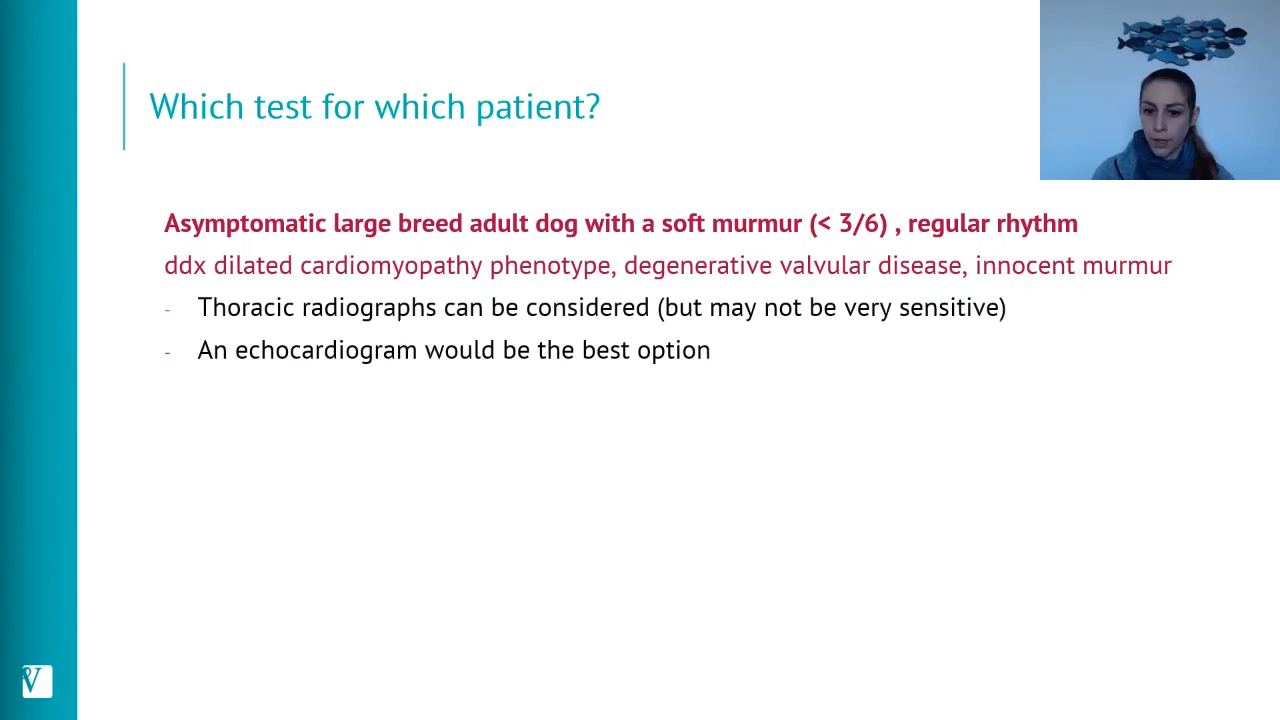 Which test for which patient?
Asymptomatic large breed adult dog with a soft murmur (< 3/6) , regular rhythm
ddx dilated cardiomyopathy phenotype, degenerative valvular disease, innocent murmur
- Thoracic radiographs can be considered (but may not be very sensitive)
- An echocardiogram would be the best option
&V